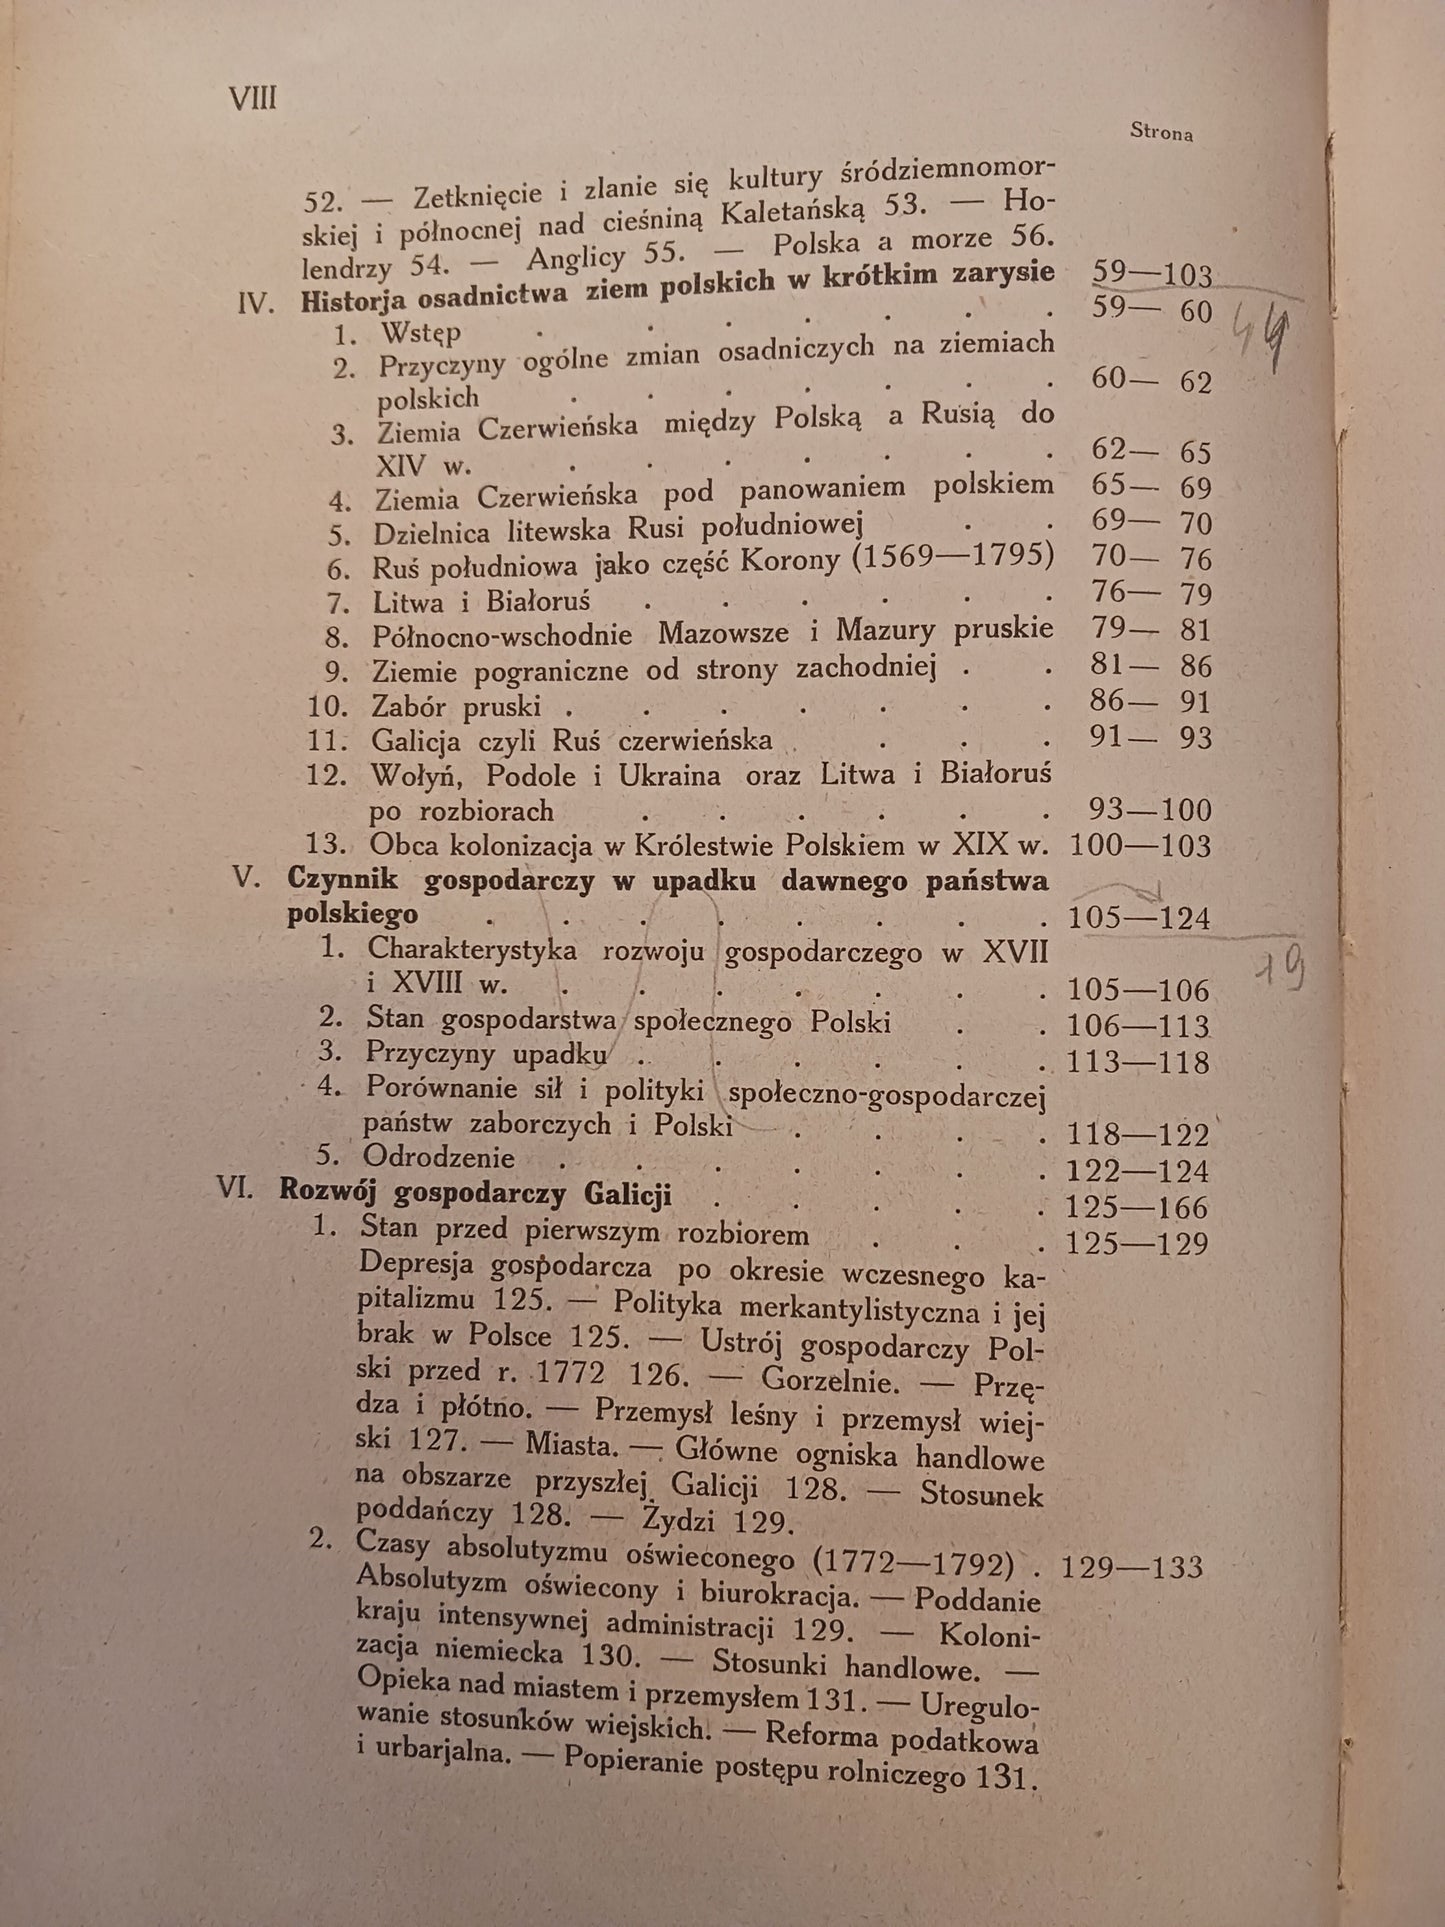 VIII
Strona
52. — Zetknięcie i zlanie się kultury śródziemnomor-
skiej i północnej nad cieśniną Kaletańską 53. — Ho-
lendrzy 54. — Anglicy 55. — Polska a morze 56.
IV. Historja osadnictwa ziem polskich w krótkim zarysie 59—103
1. Wstęp . . . . . . . 59— 60
44
2. Przyczyny ogólne zmian osadniczych na ziemiach
polskich . . . . . . . 60— 62
3. Ziemia Czerwieńska między Polską a Rusią do
XIV w. . . . . . . . 62— 65
4. Ziemia Czerwieńska pod panowaniem polskiem 65— 69
5. Dzielnica litewska Rusi południowej . . 69— 70
6. Ruś południowa jako część Korony (1569—1795) 70— 76
7. Litwa i Białoruś . . . . . . 76— 79
8. Północno-wschodnie Mazowsze i Mazury pruskie 79— 81
9. Ziemie pograniczne od strony zachodniej . . 81— 86
10. Zabór pruski . . . . . . . 86— 91
11. Galicja czyli Ruś czerwieńska . . . . 91— 93
12. Wołyń, Podole i Ukraina oraz Litwa i Białoruś
po rozbiorach . . . . . . 93—100
13. Obca kolonizacja w Królestwie Polskiem w XIX w. 100—103
V. Czynnik gospodarczy w upadku dawnego państwa
polskiego . . . . . . . . 105—124
19
1. Charakterystyka rozwoju gospodarczego w XVII
i XVIII w. . . . . . . . 105—106
2. Stan gospodarstwa społecznego Polski . . 106—113
3. Przyczyny upadku . . . . . . 113—118
4. Porównanie sił i polityki społeczno-gospodarczej
państw zaborczych i Polski . . . . 118—122
5. Odrodzenie . . . . . . . 122—124
VI. Rozwój gospodarczy Galicji . . . . . 125—166
1. Stan przed pierwszym rozbiorem . . . 125—129
Depresja gospodarcza po okresie wczesnego ka-
pitalizmu 125. — Polityka merkantylistyczna i jej
brak w Polsce 125. — Ustrój gospodarczy Pol-
ski przed r. 1772 126. — Gorzelnie. — Przę-
dza i płótno. — Przemysł leśny i przemysł wiej-
ski 127. — Miasta. — Główne ogniska handlowe
na obszarze przyszłej Galicji 128. — Stosunek
poddańczy 128. — Żydzi 129.
2. Czasy absolutyzmu oświeconego (1772—1792) . 129—133
Absolutyzm oświecony i biurokracja. — Poddanie
kraju intensywnej administracji 129. — Koloni-
zacja niemiecka 130. — Stosunki handlowe. —
Opieka nad miastem i przemysłem 131. — Uregulo-
wanie stosunków wiejskich. — Reforma podatkowa
i urbarjalna. — Popieranie postępu rolniczego 131.